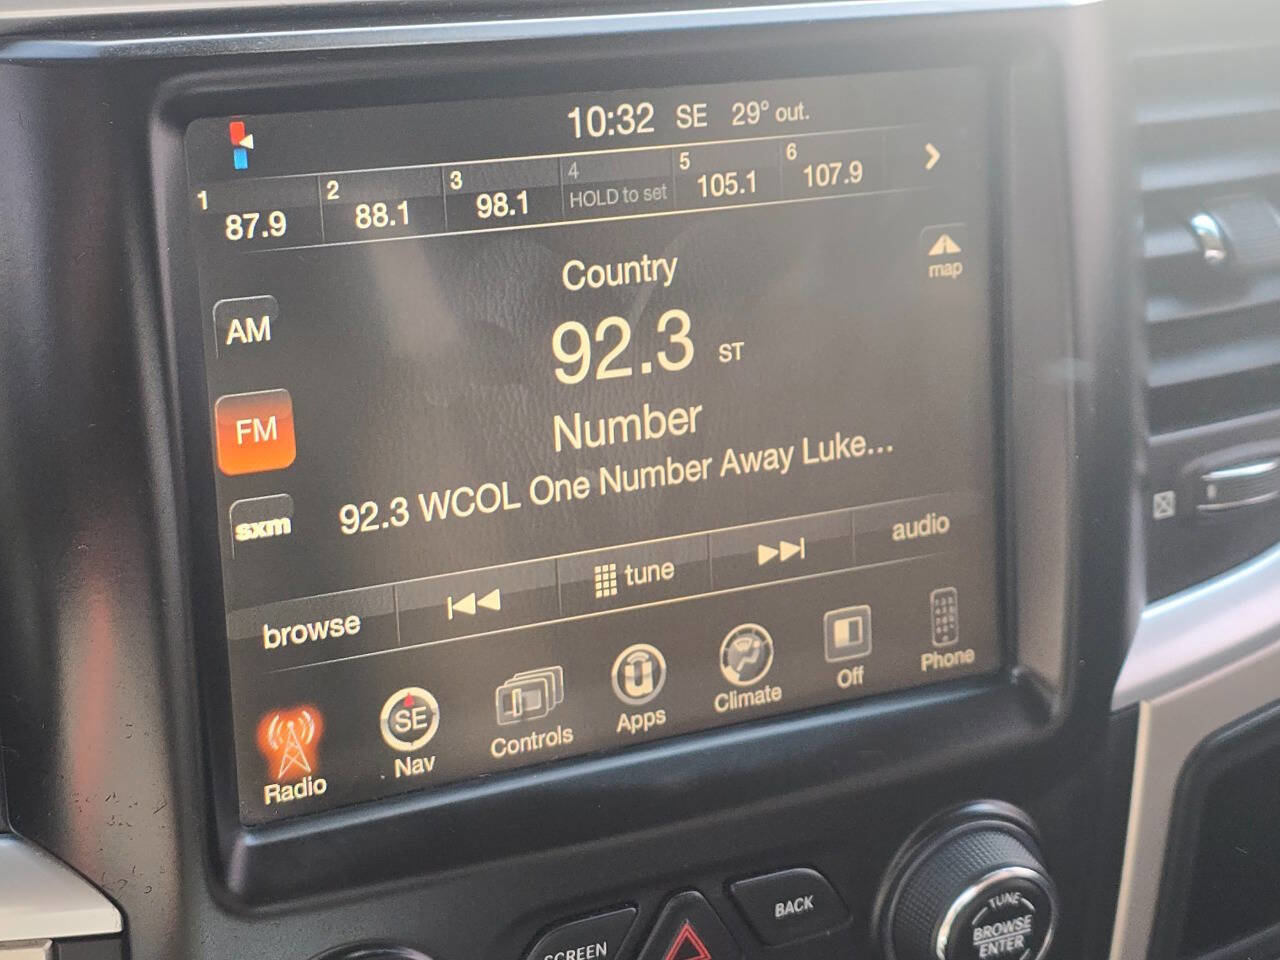 10:32 SE 29° out.
1 87.9 2 88.1 3 98.1 4 HOLD to set 5 105.1 6 107.9
map
Country
AM
92.3 ST
FM
Number
92.3 WCOL One Number Away Luke...
sxm
browse tune audio
SE
Radio Nav Controls Apps Climate Off Phone
SCREEN BACK
TUNE
BROWSE
ENTER